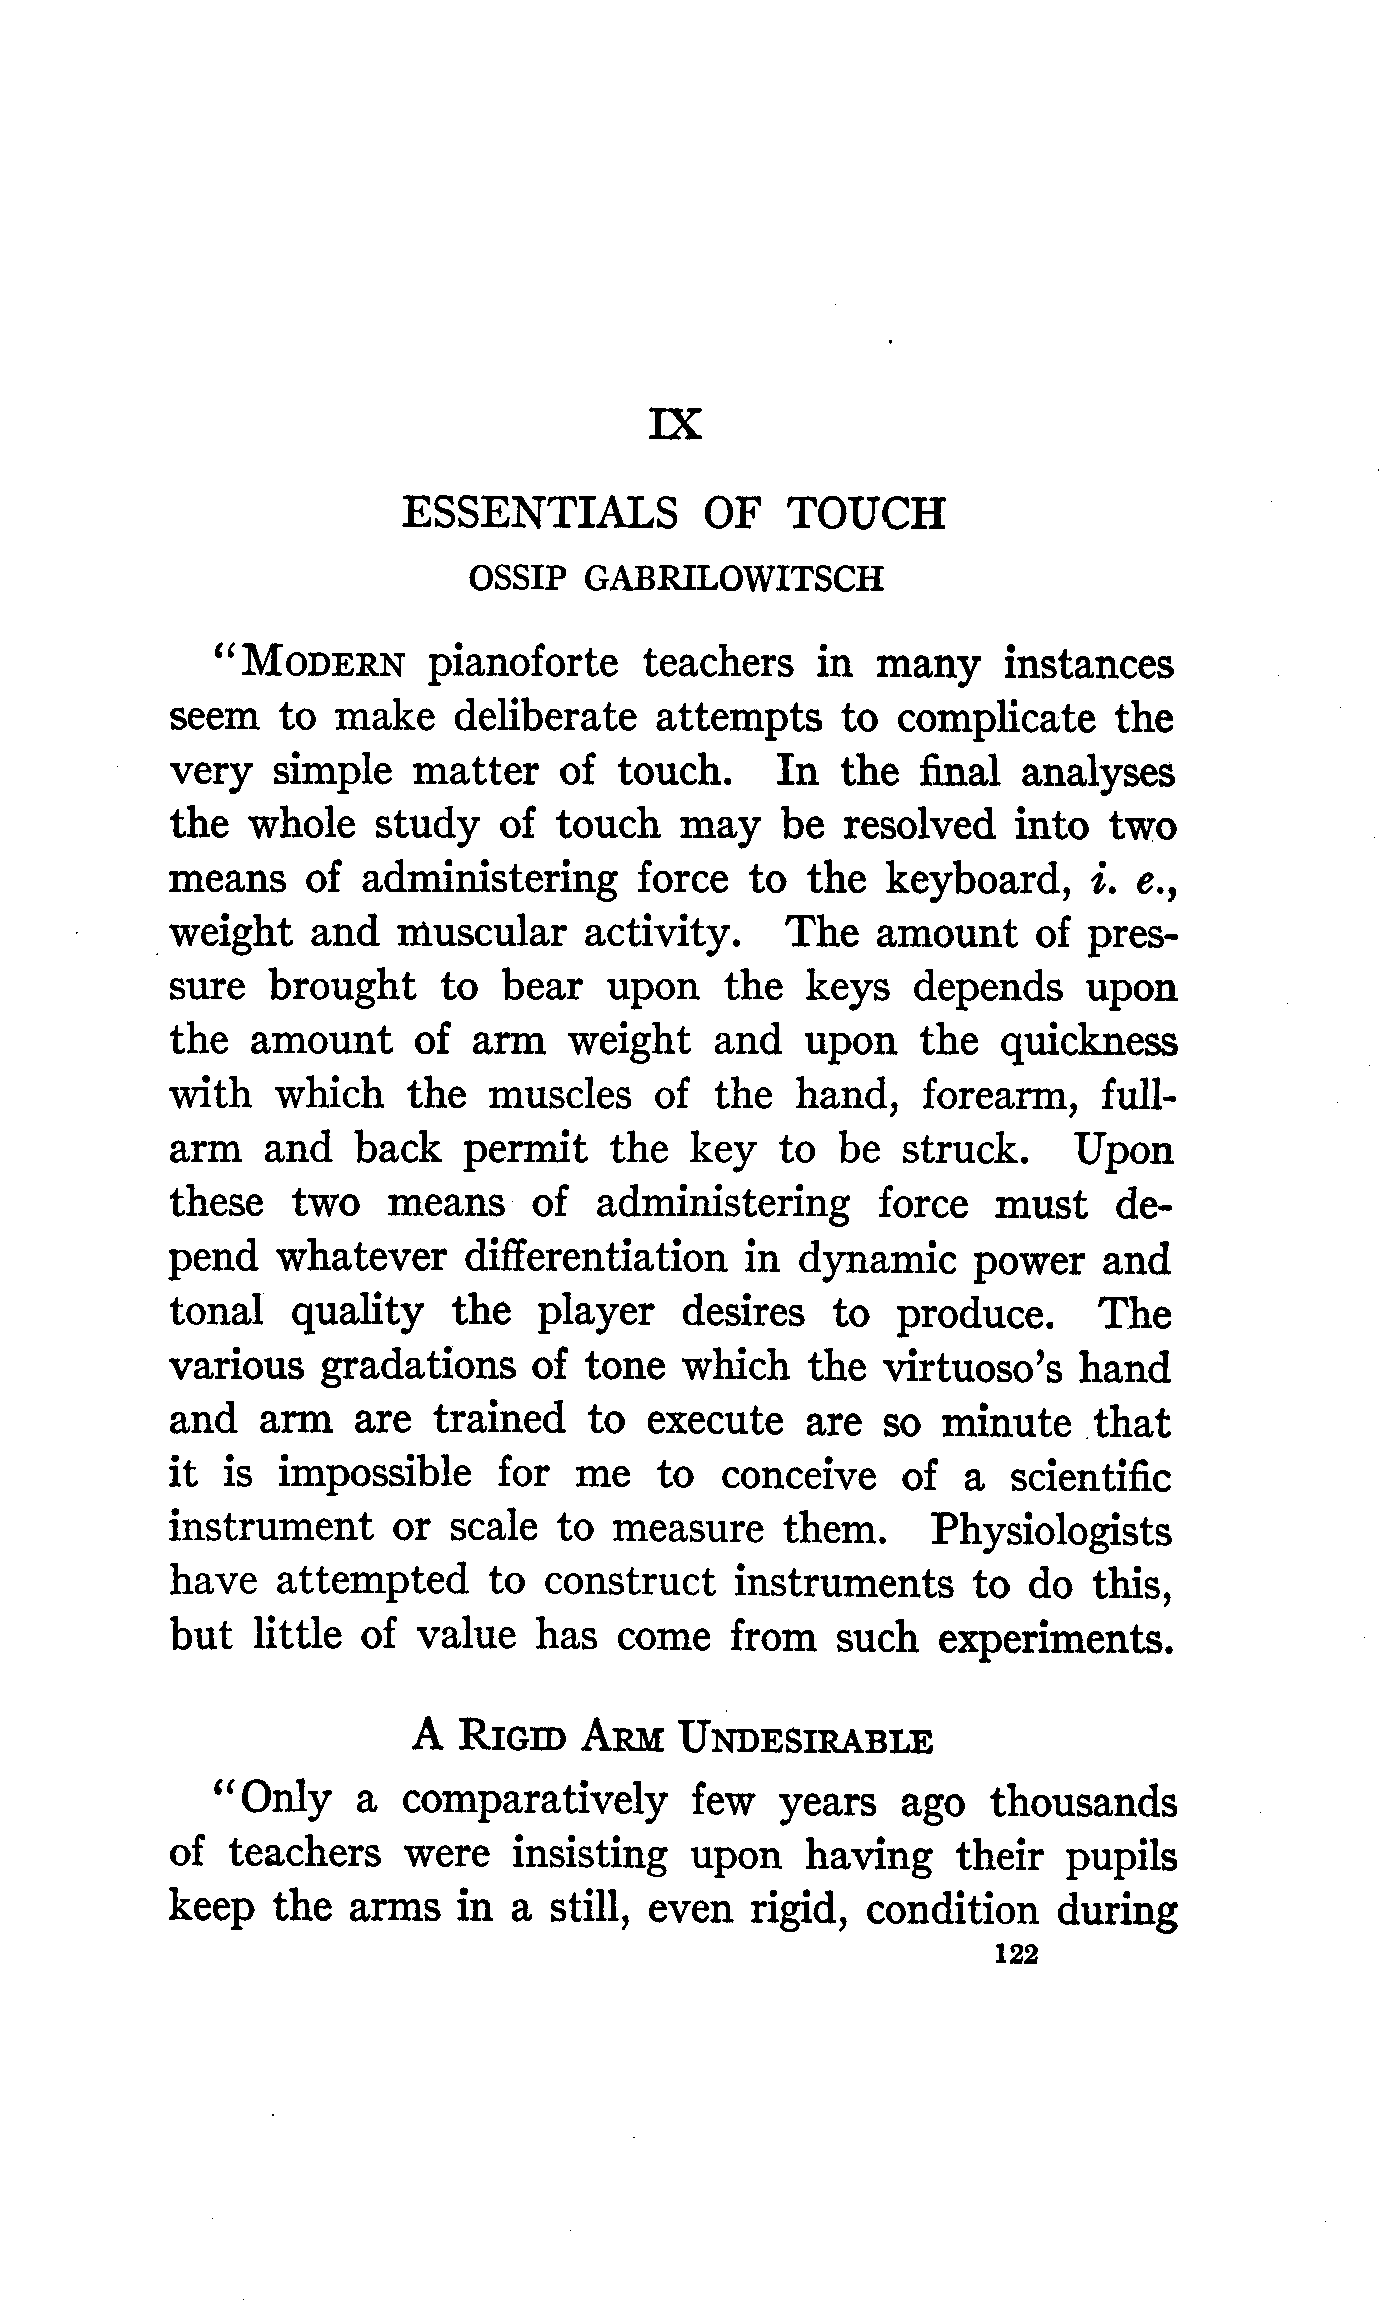 IX
ESSENTIALS OF TOUCH
OSSIP GABRILOWITSCH
“MODERN pianoforte teachers in many instances
seem to make deliberate attempts to complicate the
very simple matter of touch. In the final analyses
the whole study of touch may be resolved into two
means of administering force to the keyboard, i. e.,
weight and muscular activity. The amount of pres-
sure brought to bear upon the keys depends upon
the amount of arm weight and upon the quickness
with which the muscles of the hand, forearm, full-
arm and back permit the key to be struck. Upon
these two means of administering force must de-
pend whatever differentiation in dynamic power and
tonal quality the player desires to produce. The
various gradations of tone which the virtuoso’s hand
and arm are trained to execute are so minute that
it is impossible for me to conceive of a scientific
instrument or scale to measure them. Physiologists
have attempted to construct instruments to do this,
but little of value has come from such experiments.
A RIGID ARM UNDESIRABLE
“Only a comparatively few years ago thousands
of teachers were insisting upon having their pupils
keep the arms in a still, even rigid, condition during
122